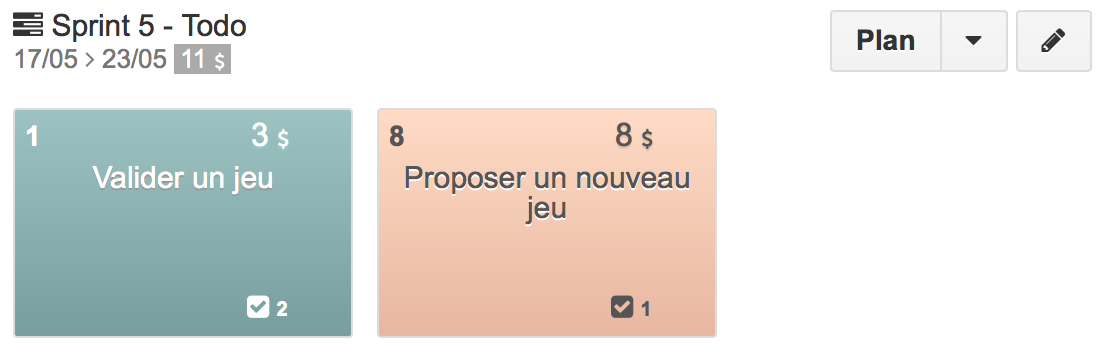 Sprint 5 - Todo
17/05 > 23/05 11 $
Plan
1 3 $
Valider un jeu
2
8 8 $
Proposer un nouveau
jeu
1